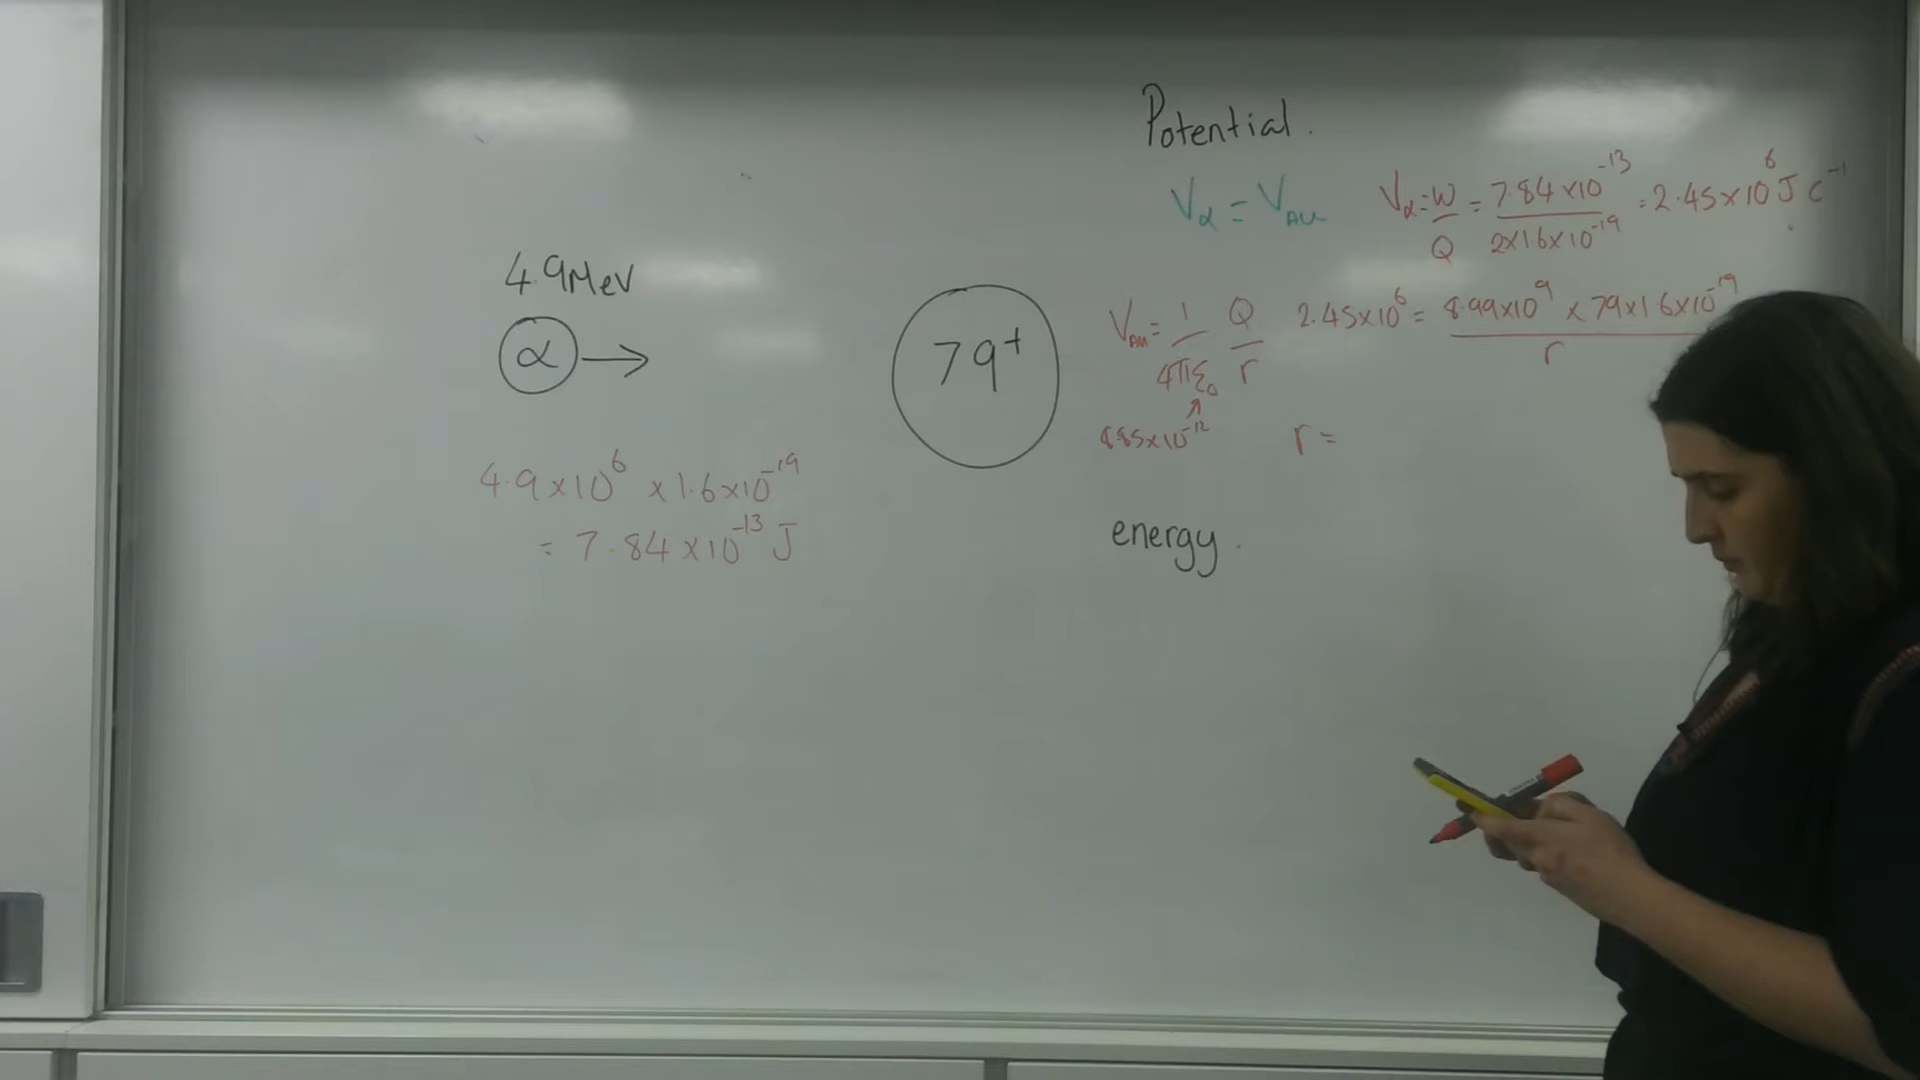 Potential.
Vα = VAu
Vα = W/Q = 7.84×10⁻¹³/2×1.6×10⁻¹⁹ = 2.45×10⁶ J C⁻¹
4.9MeV
α →
79⁺
VAu = 1/4πε₀ Q/r
2.45×10⁶ = 8.99×10⁹ × 79×1.6×10⁻¹⁹/r
8.85×10⁻¹²
r =
4.9×10⁶ ×1.6×10⁻¹⁹
= 7.84×10⁻¹³ J
energy.